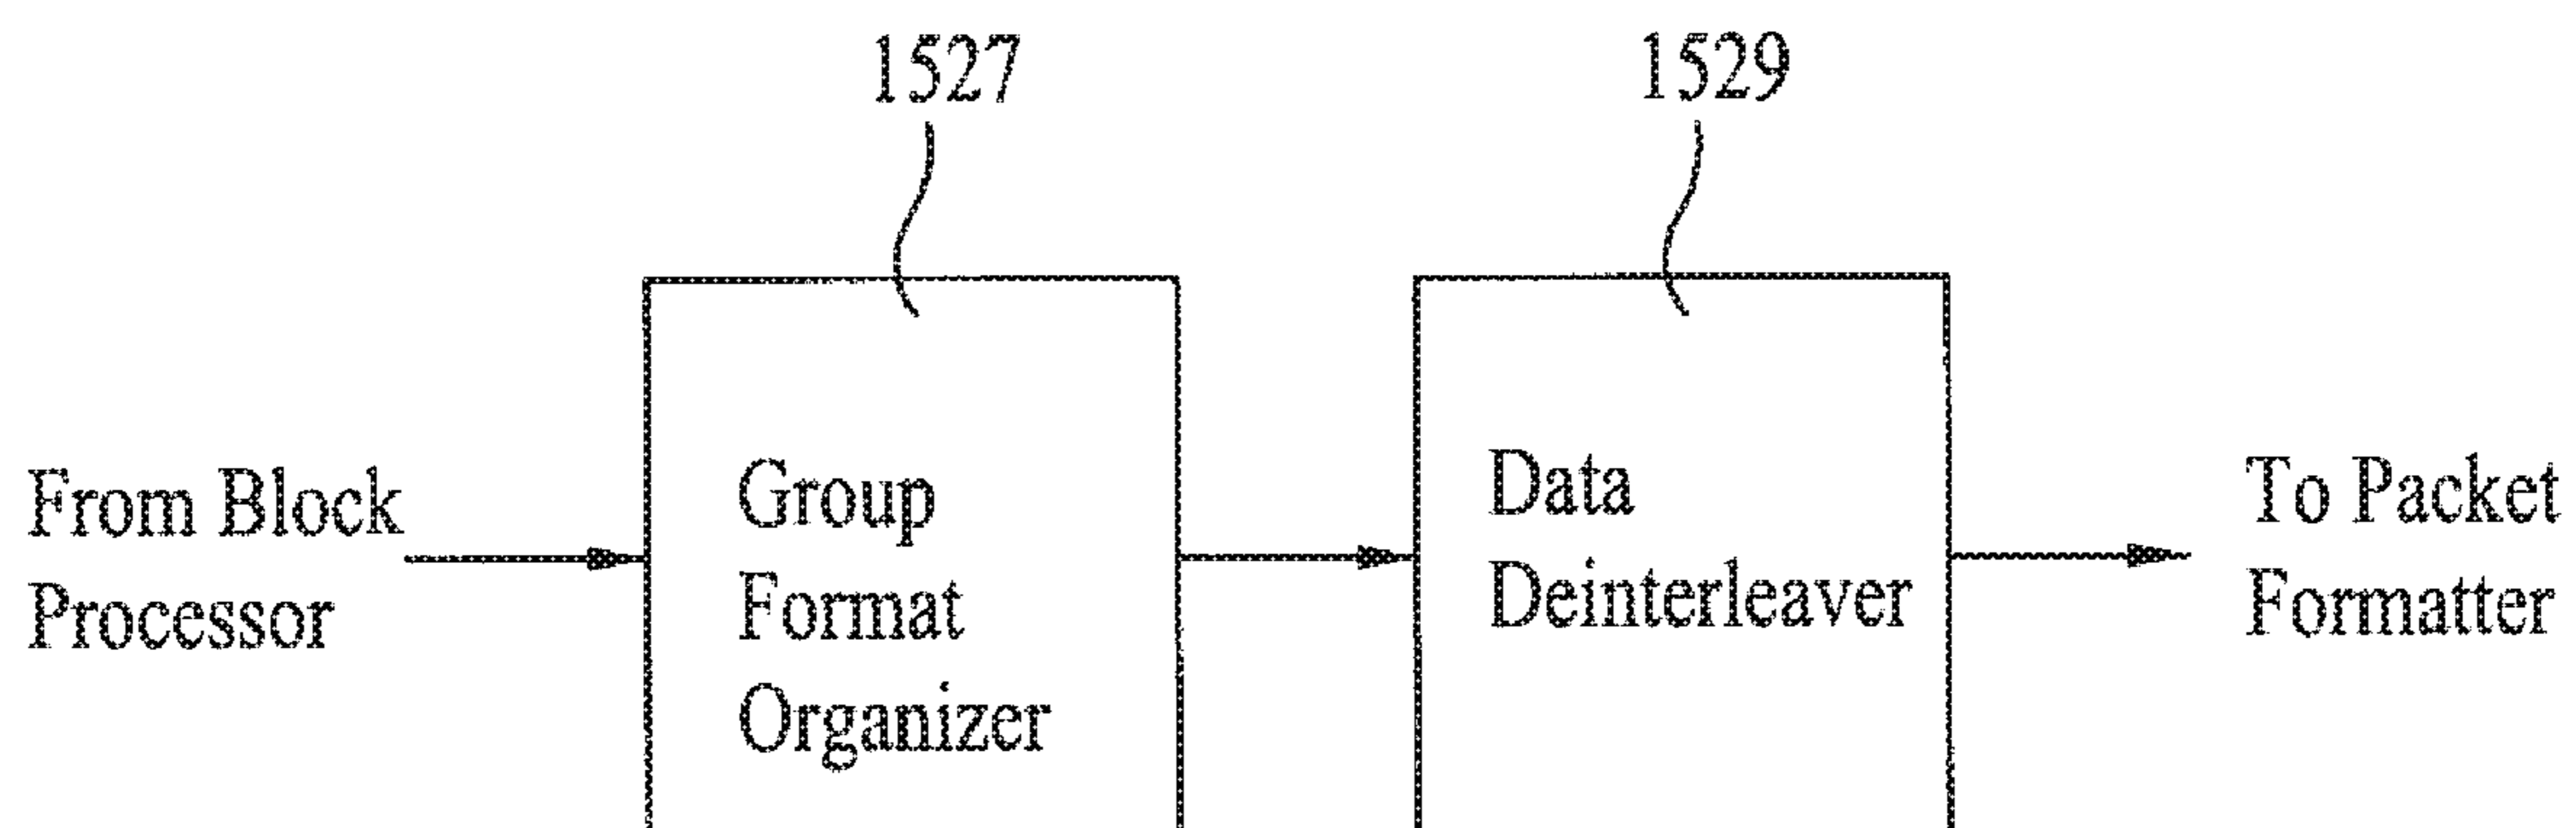 1527
1529
From Block
Processor
Group
Format
Organizer
Data
Deinterleaver
To Packet
Formatter